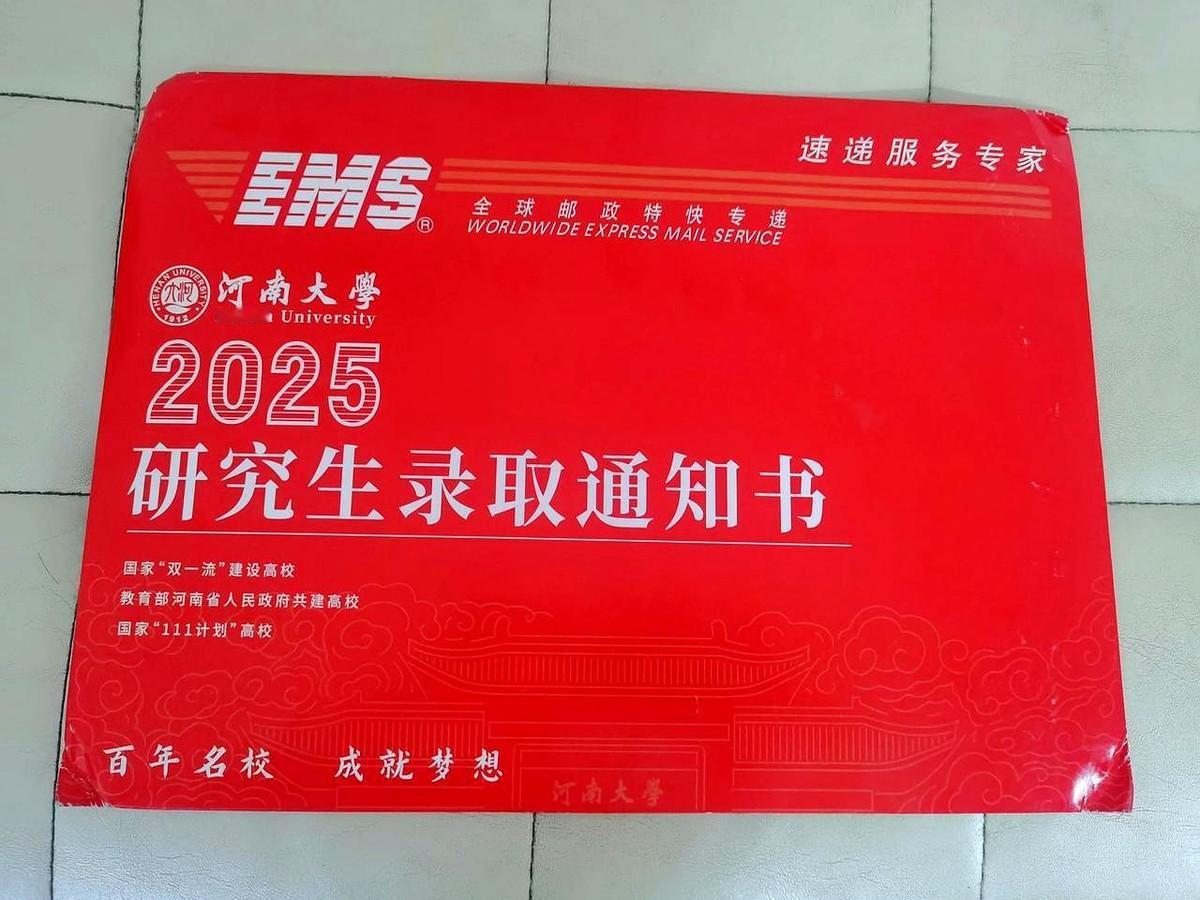 速递服务专家
EMS®
全球邮政特快专递
WORLDWIDE EXPRESS MAIL SERVICE
HENAN UNIVERSITY
1912
河南大學
University
2025
研究生录取通知书
国家“双一流”建设高校
教育部河南省人民政府共建高校
国家“111计划”高校
百年名校 成就梦想
河南大學